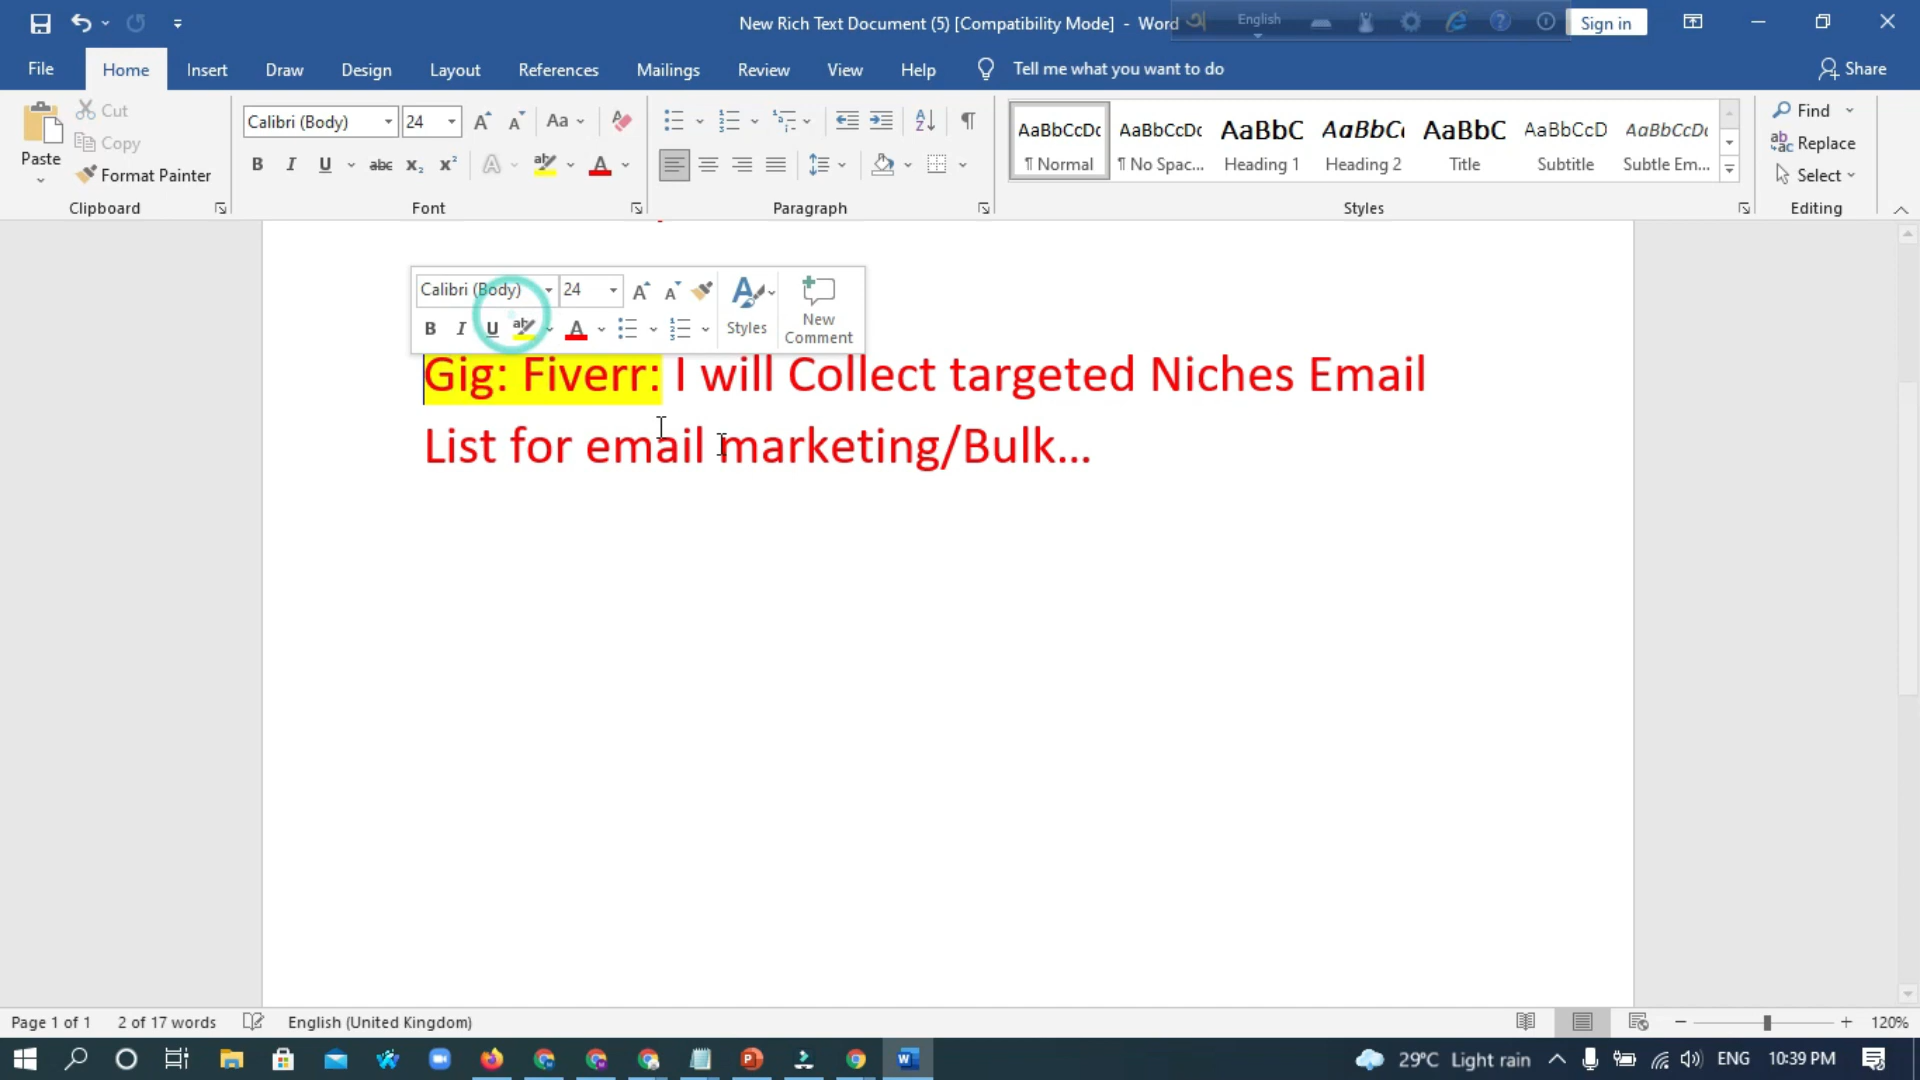 New Rich Text Document (5) [Compatibility Mode] - Word
English
Sign in
File Home Insert Draw Design Layout References Mailings Review View Help Tell me what you want to do Share
Paste
Cut
Copy
Format Painter
Clipboard
Calibri (Body) 24
Font
Paragraph
AaBbCcDc AaBbCcDc AaBbC AaBbCc AaBbC AaBbCcD AaBbCcDc
¶ Normal ¶ No Spac... Heading 1 Heading 2 Title Subtitle Subtle Em...
Styles
Find
Replace
Select
Editing
Calibri (Body) 24
Styles
New
Comment
Gig: Fiverr: I will Collect targeted Niches Email
List for email marketing/Bulk...
Page 1 of 1 2 of 17 words English (United Kingdom) 120%
29°C Light rain ENG 10:39 PM